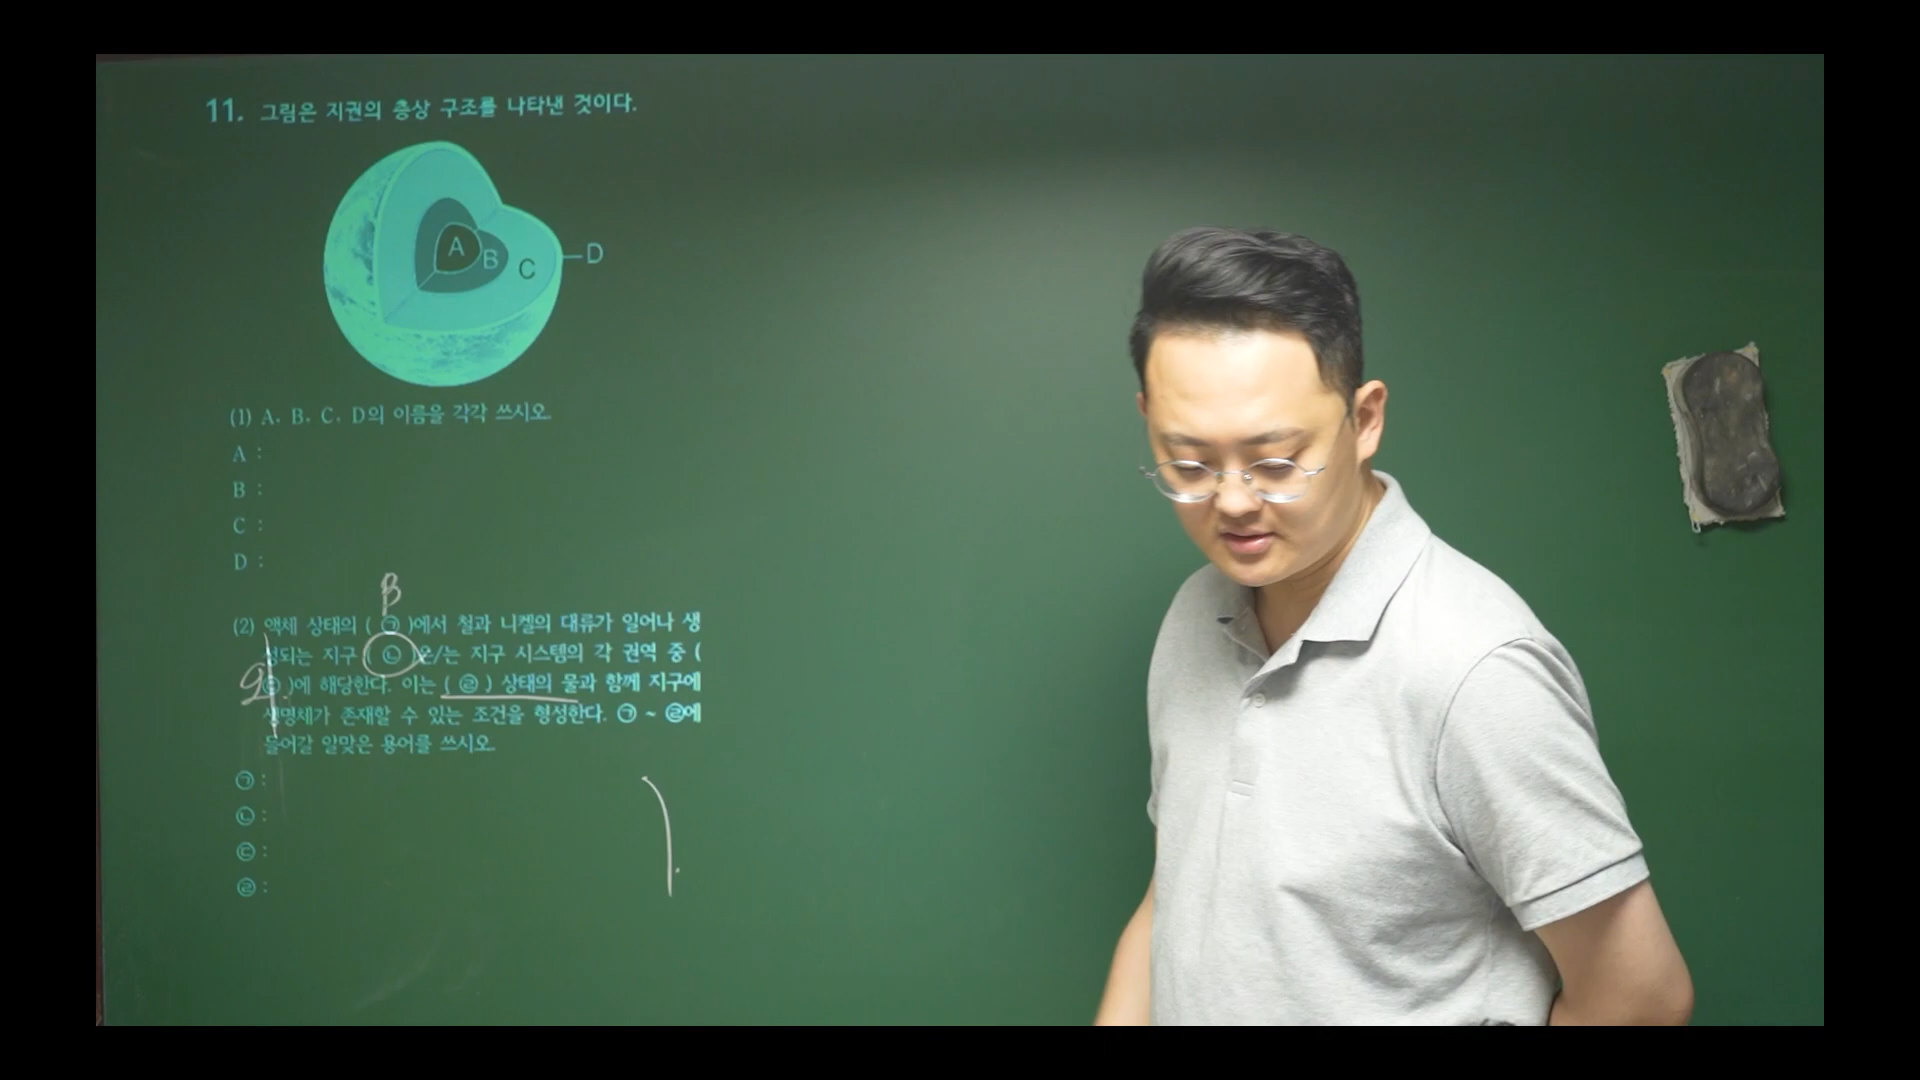 11. 그림은 지권의 층상 구조를 나타낸 것이다.
A B C D
(1) A, B, C, D의 이름을 각각 쓰시오.
A :
B :
C :
D :
B
(2) 액체 상태의 ( ㉠ )에서 철과 니켈의 대류가 일어나 생
성되는 지구 ( ㉡ )은/는 지구 시스템의 각 권역 중 (
㉢ )에 해당한다. 이는 ( ㉣ ) 상태의 물과 함께 지구에
생명체가 존재할 수 있는 조건을 형성한다. ㉠ ~ ㉣에
들어갈 알맞은 용어를 쓰시오.
㉠ :
㉡ :
㉢ :
㉣ :